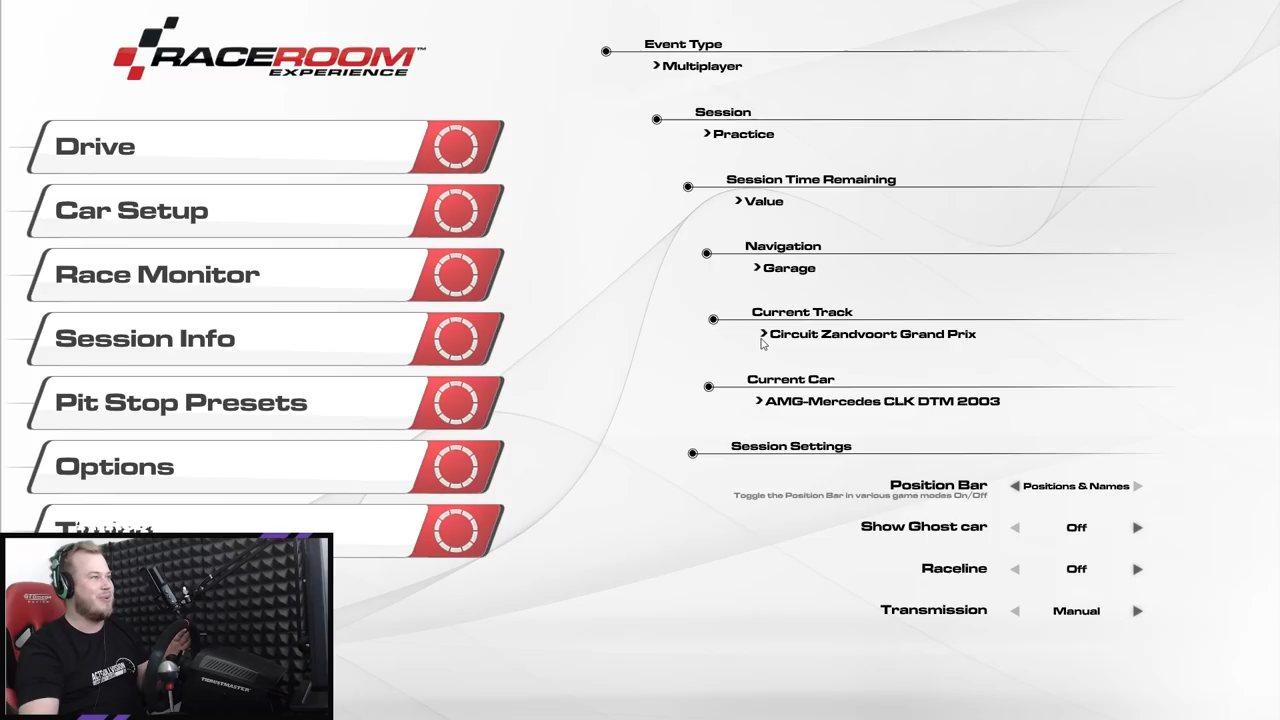 RACEROOM™
EXPERIENCE
Drive
Car Setup
Race Monitor
Session Info
Pit Stop Presets
Options
Event Type
Multiplayer
Session
Practice
Session Time Remaining
Value
Navigation
Garage
Current Track
Circuit Zandvoort Grand Prix
Current Car
AMG-Mercedes CLK DTM 2003
Session Settings
Position Bar
Positions & Names
Toggle the Position Bar in various game modes On/Off
Show Ghost car
Off
Raceline
Off
Transmission
Manual
THRUSTMASTER